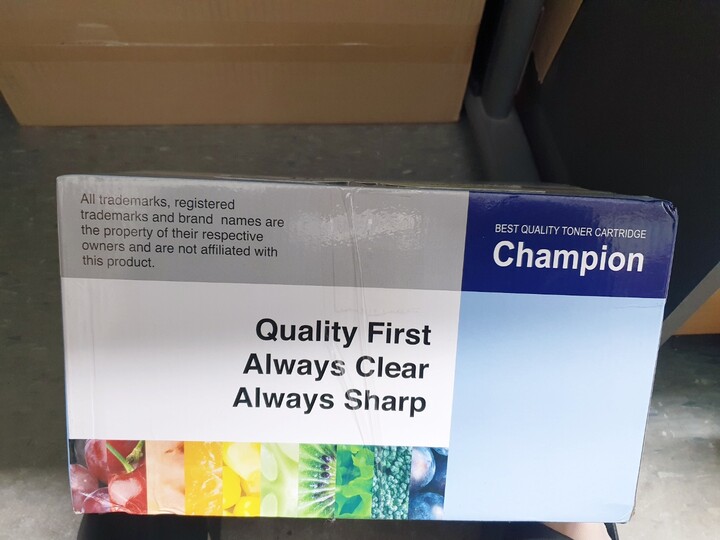 All trademarks, registered
trademarks and brand names are
the property of their respective
owners and are not affiliated with
this product.
BEST QUALITY TONER CARTRIDGE
Champion
Quality First
Always Clear
Always Sharp